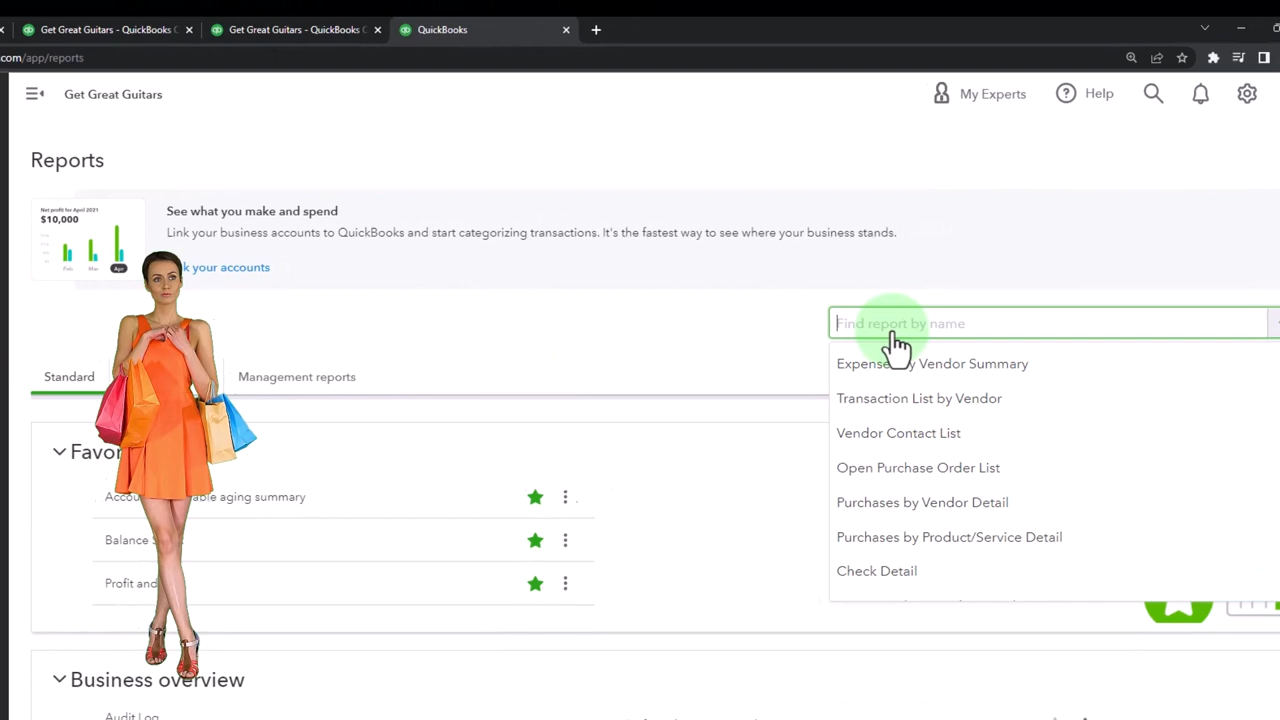 Get Great Guitars - QuickBooks
Get Great Guitars - QuickBooks
QuickBooks
com/app/reports
Get Great Guitars
My Experts
Help
Reports
Net profit for April 2021
$10,000
Feb
Mar
Apr
See what you make and spend
Link your business accounts to QuickBooks and start categorizing transactions. It's the fastest way to see where your business stands.
k your accounts
Find report by name
Expenses by Vendor Summary
Transaction List by Vendor
Vendor Contact List
Open Purchase Order List
Purchases by Vendor Detail
Purchases by Product/Service Detail
Check Detail
Standard
Management reports
Favor
Accou able aging summary
Balance S
Profit and
Business overview
Audit Log